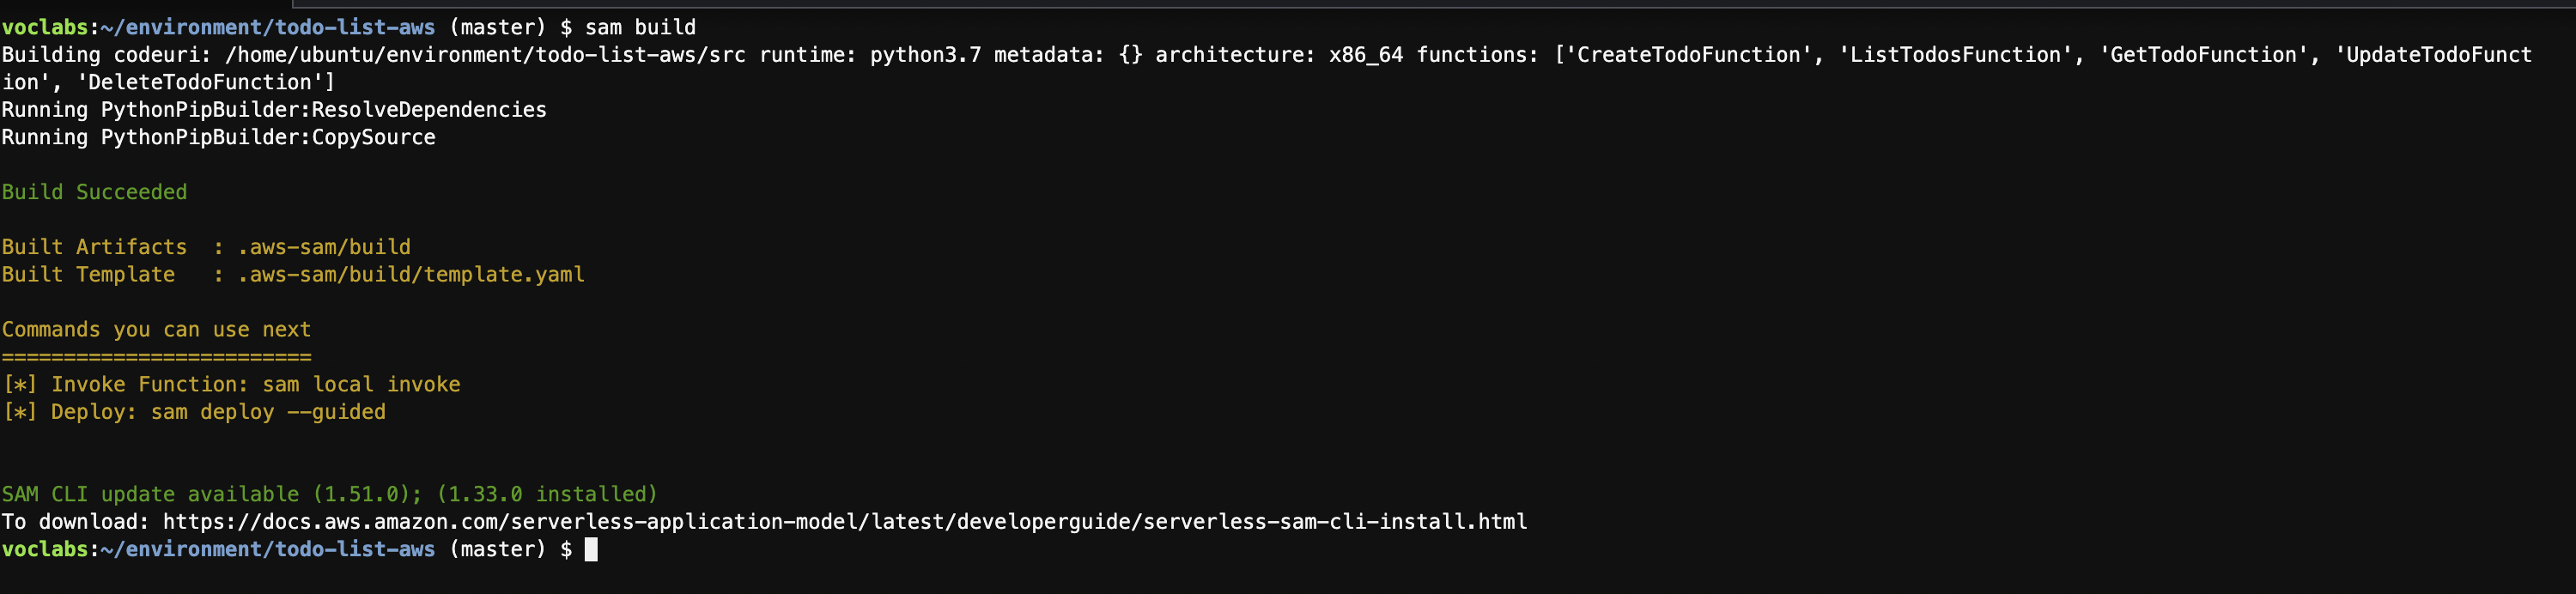 voclabs:~/environment/todo-list-aws (master) $ sam build
Building codeuri: /home/ubuntu/environment/todo-list-aws/src runtime: python3.7 metadata: {} architecture: x86_64 functions: ['CreateTodoFunction', 'ListTodosFunction', 'GetTodoFunction', 'UpdateTodoFunct
ion', 'DeleteTodoFunction']
Running PythonPipBuilder:ResolveDependencies
Running PythonPipBuilder:CopySource
Build Succeeded
Built Artifacts  : .aws-sam/build
Built Template   : .aws-sam/build/template.yaml
Commands you can use next
=========================
[*] Invoke Function: sam local invoke
[*] Deploy: sam deploy --guided
SAM CLI update available (1.51.0); (1.33.0 installed)
To download: https://docs.aws.amazon.com/serverless-application-model/latest/developerguide/serverless-sam-cli-install.html
voclabs:~/environment/todo-list-aws (master) $